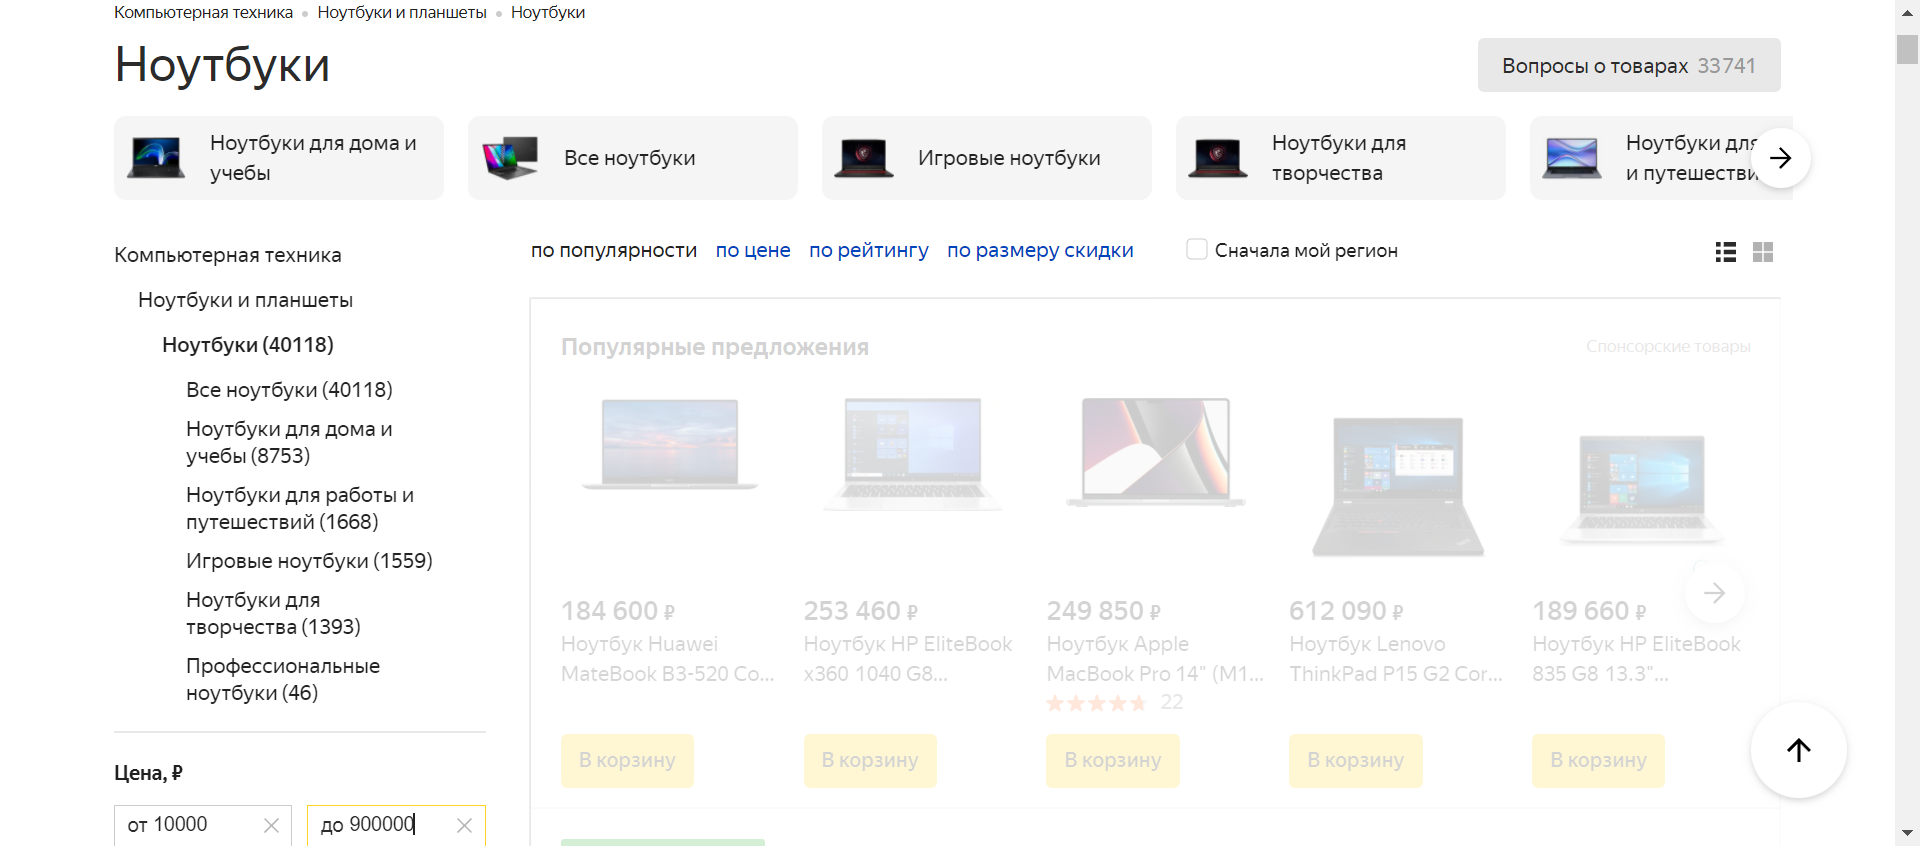 Компьютерная техника • Ноутбуки и планшеты • Ноутбуки
Ноутбуки
Вопросы о товарах 33741
Ноутбуки для дома и
учебы
Все ноутбуки
Игровые ноутбуки
Ноутбуки для
творчества
Ноутбуки для
и путешестви
Компьютерная техника
Ноутбуки и планшеты
Ноутбуки (40118)
Все ноутбуки (40118)
Ноутбуки для дома и
учебы (8753)
Ноутбуки для работы и
путешествий (1668)
Игровые ноутбуки (1559)
Ноутбуки для
творчества (1393)
Профессиональные
ноутбуки (46)
Цена, ₽
от 10000
до 900000
по популярности по цене по рейтингу по размеру скидки Сначала мой регион
Популярные предложения
Спонсорские товары
184 600 ₽
Ноутбук Huawei
MateBook B3-520 Co...
В корзину
253 460 ₽
Ноутбук HP EliteBook
x360 1040 G8...
В корзину
249 850 ₽
Ноутбук Apple
MacBook Pro 14" (M1...
22
В корзину
612 090 ₽
Ноутбук Lenovo
ThinkPad P15 G2 Cor...
В корзину
189 660 ₽
Ноутбук HP EliteBook
835 G8 13.3"...
В корзину